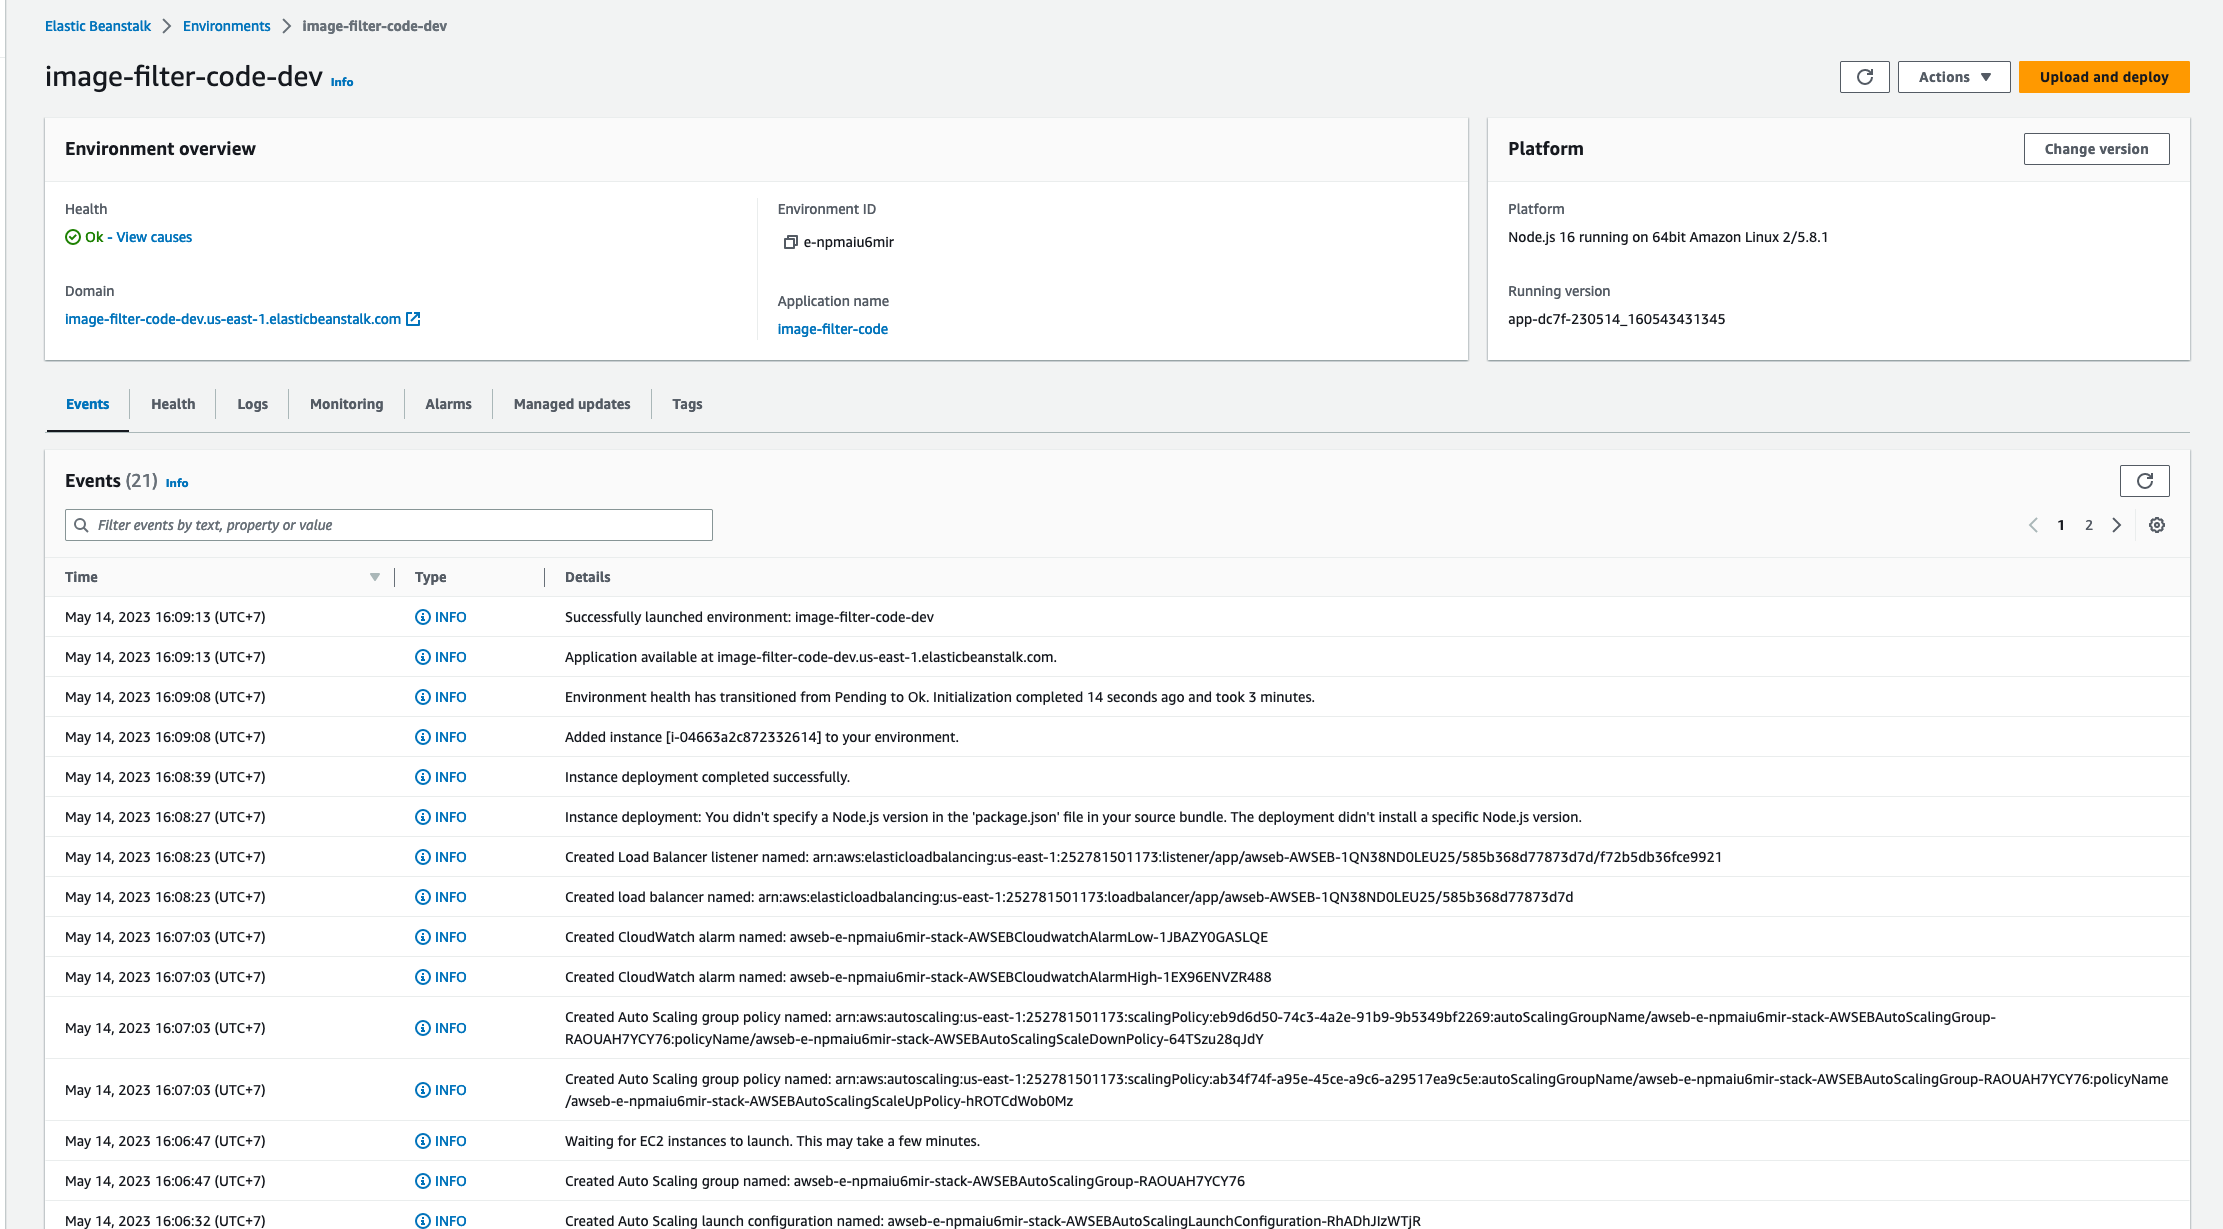 Elastic Beanstalk > Environments > image-filter-code-dev
image-filter-code-dev Info
Actions
Upload and deploy
Environment overview
Health
Ok - View causes
Domain
image-filter-code-dev.us-east-1.elasticbeanstalk.com
Environment ID
e-npmaiu6mir
Application name
image-filter-code
Platform
Change version
Platform
Node.js 16 running on 64bit Amazon Linux 2/5.8.1
Running version
app-dc7f-230514_160543431345
Events Health Logs Monitoring Alarms Managed updates Tags
Events (21) Info
Filter events by text, property or value
1 2
Time Type Details
May 14, 2023 16:09:13 (UTC+7) INFO Successfully launched environment: image-filter-code-dev
May 14, 2023 16:09:13 (UTC+7) INFO Application available at image-filter-code-dev.us-east-1.elasticbeanstalk.com.
May 14, 2023 16:09:08 (UTC+7) INFO Environment health has transitioned from Pending to Ok. Initialization completed 14 seconds ago and took 3 minutes.
May 14, 2023 16:09:08 (UTC+7) INFO Added instance [i-04663a2c872332614] to your environment.
May 14, 2023 16:08:39 (UTC+7) INFO Instance deployment completed successfully.
May 14, 2023 16:08:27 (UTC+7) INFO Instance deployment: You didn't specify a Node.js version in the 'package.json' file in your source bundle. The deployment didn't install a specific Node.js version.
May 14, 2023 16:08:23 (UTC+7) INFO Created Load Balancer listener named: arn:aws:elasticloadbalancing:us-east-1:252781501173:listener/app/awseb-AWSEB-1QN38ND0LEU25/585b368d77873d7d/f72b5db36fce9921
May 14, 2023 16:08:23 (UTC+7) INFO Created load balancer named: arn:aws:elasticloadbalancing:us-east-1:252781501173:loadbalancer/app/awseb-AWSEB-1QN38ND0LEU25/585b368d77873d7d
May 14, 2023 16:07:03 (UTC+7) INFO Created CloudWatch alarm named: awseb-e-npmaiu6mir-stack-AWSEBCloudwatchAlarmLow-1JBAZY0GASLQE
May 14, 2023 16:07:03 (UTC+7) INFO Created CloudWatch alarm named: awseb-e-npmaiu6mir-stack-AWSEBCloudwatchAlarmHigh-1EX96ENVZR488
May 14, 2023 16:07:03 (UTC+7) INFO Created Auto Scaling group policy named: arn:aws:autoscaling:us-east-1:252781501173:scalingPolicy:eb9d6d50-74c3-4a2e-91b9-9b5349bf2269:autoScalingGroupName/awseb-e-npmaiu6mir-stack-AWSEBAutoScalingGroup-
RAOUAH7YCY76:policyName/awseb-e-npmaiu6mir-stack-AWSEBAutoScalingScaleDownPolicy-64TSzu28qJdY
May 14, 2023 16:07:03 (UTC+7) INFO Created Auto Scaling group policy named: arn:aws:autoscaling:us-east-1:252781501173:scalingPolicy:ab34f74f-a95e-45ce-a9c6-a29517ea9c5e:autoScalingGroupName/awseb-e-npmaiu6mir-stack-AWSEBAutoScalingGroup-RAOUAH7YCY76:policyName
/awseb-e-npmaiu6mir-stack-AWSEBAutoScalingScaleUpPolicy-hROTCdWob0Mz
May 14, 2023 16:06:47 (UTC+7) INFO Waiting for EC2 instances to launch. This may take a few minutes.
May 14, 2023 16:06:47 (UTC+7) INFO Created Auto Scaling group named: awseb-e-npmaiu6mir-stack-AWSEBAutoScalingGroup-RAOUAH7YCY76
May 14, 2023 16:06:32 (UTC+7) INFO Created Auto Scaling launch configuration named: awseb-e-npmaiu6mir-stack-AWSEBAutoScalingLaunchConfiguration-RhADhJIzWTjR